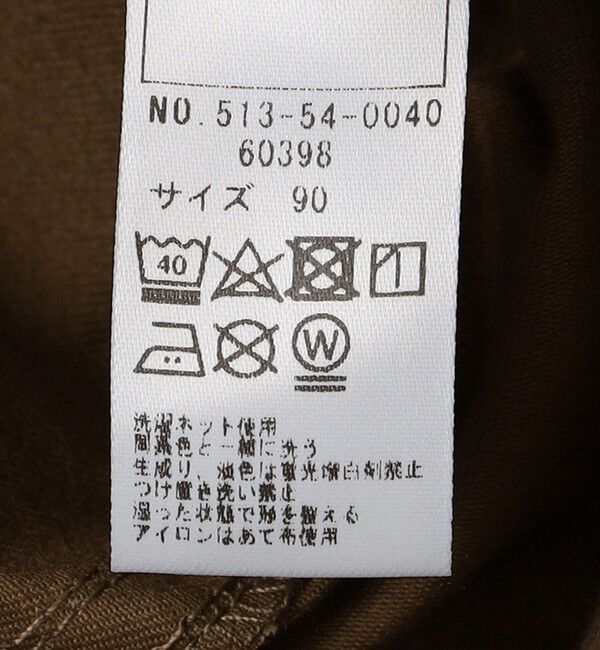 NO. 513-54-0040
60398
サイズ 90
40
W
洗濯ネット使用
同系色と一緒に洗う
生成り、淡色は蛍光増白剤禁止
つけ置き洗い禁止
湿った状態で形を整える
アイロンはあて布使用